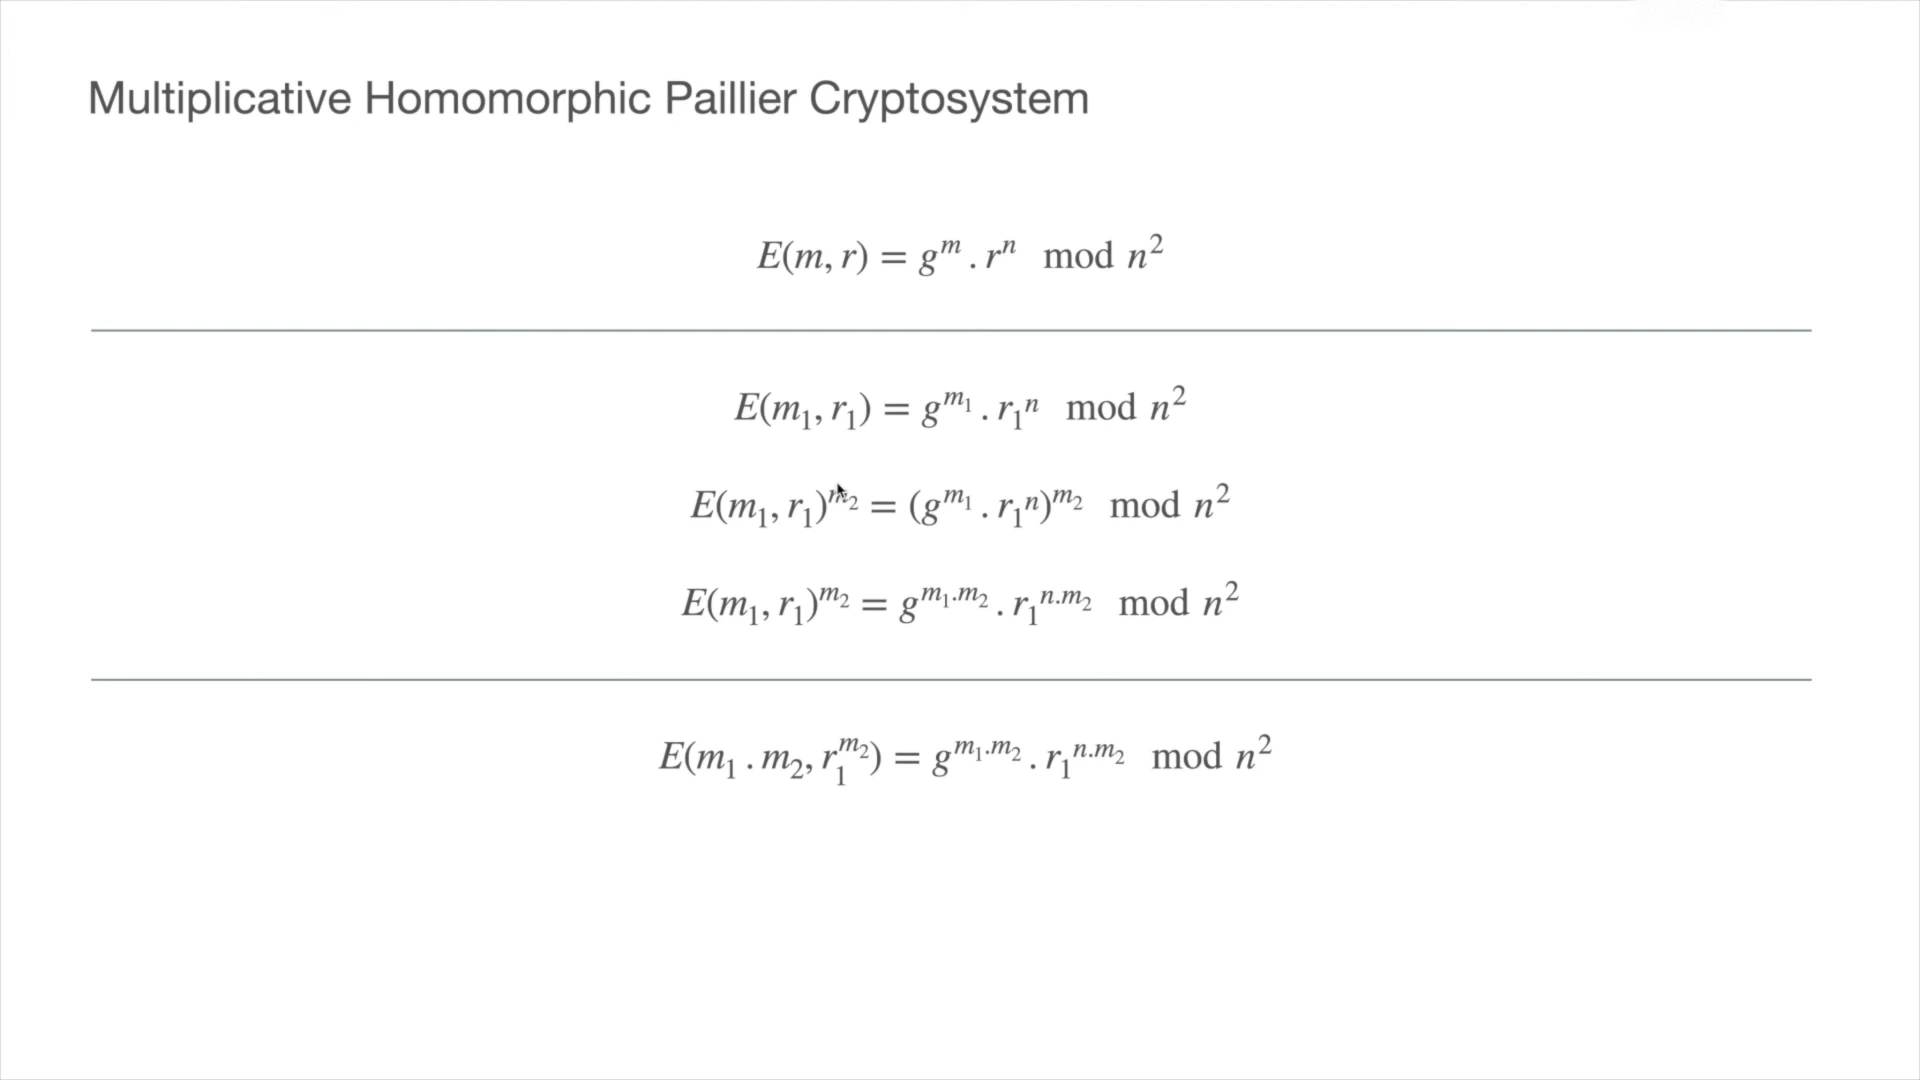 Multiplicative Homomorphic Paillier Cryptosystem
E(m, r) = g^m . r^n mod n^2
E(m_1, r_1) = g^{m_1} . r_1^n mod n^2
E(m_1, r_1)^{m_2} = (g^{m_1} . r_1^n)^{m_2} mod n^2
E(m_1, r_1)^{m_2} = g^{m_1.m_2} . r_1^{n.m_2} mod n^2
E(m_1 . m_2, r_1^{m_2}) = g^{m_1.m_2} . r_1^{n.m_2} mod n^2